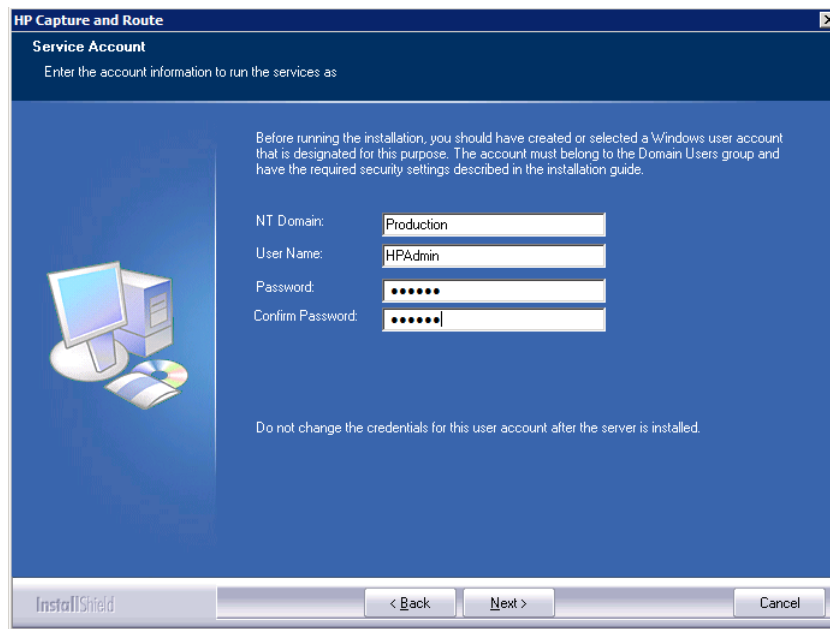 HP Capture and Route
Service Account
Enter the account information to run the services as
Before running the installation, you should have created or selected a Windows user account
that is designated for this purpose. The account must belong to the Domain Users group and
have the required security settings described in the installation guide.
NT Domain: Production
User Name: HPAdmin
Password: ●●●●●●
Confirm Password: ●●●●●●
Do not change the credentials for this user account after the server is installed.
InstallShield
< Back
Next >
Cancel